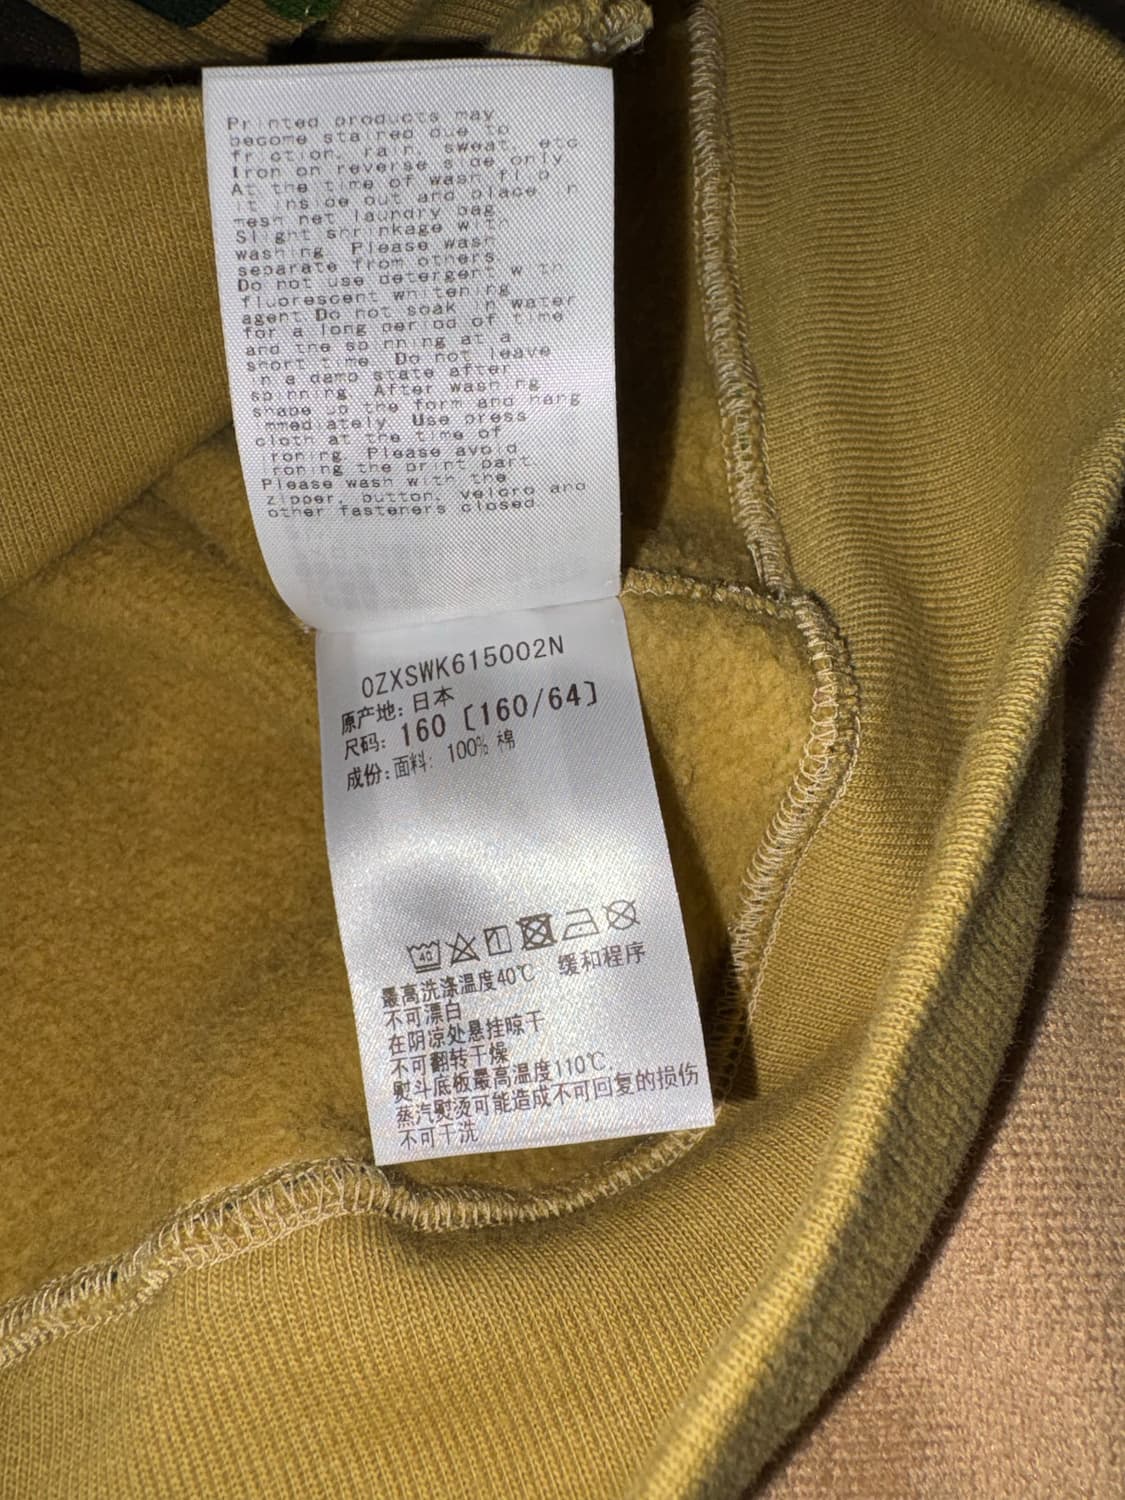 Printed products may
become stained due to
friction, rain, sweat, etc
Iron on reverse side only
At the time of wash flip
it inside out and place in
mesh net laundry bag
Slight shrinkage with
washing. Please wash
separate from others
Do not use detergent with
fluorescent whitening
agent.Do not soak in water
for a long period of time
and the spinning at a
short time. Do not leave
in a damp state after
spinning. After washing
shape up the form and hang
immediately. Use press
cloth at the time of
ironing. Please avoid
ironing the print part.
Please wash with the
zipper, button, velcro and
other fasteners closed.
0ZXSWK615002N
原产地:日本
尺码: 160 [160/64]
成份:面料: 100% 棉
40
最高洗涤温度40℃ 缓和程序
不可漂白
在阴凉处悬挂晾干
不可翻转干燥
熨斗底板最高温度110℃.
蒸汽熨烫可能造成不可回复的损伤
不可干洗